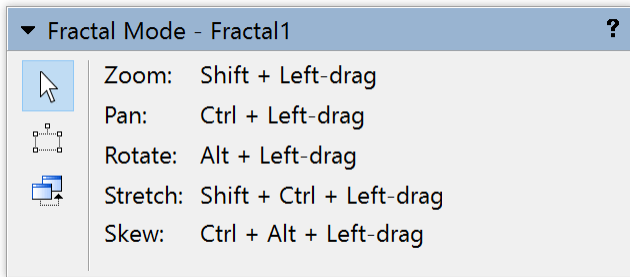 Fractal Mode - Fractal1 ?
Zoom: Shift + Left-drag
Pan: Ctrl + Left-drag
Rotate: Alt + Left-drag
Stretch: Shift + Ctrl + Left-drag
Skew: Ctrl + Alt + Left-drag